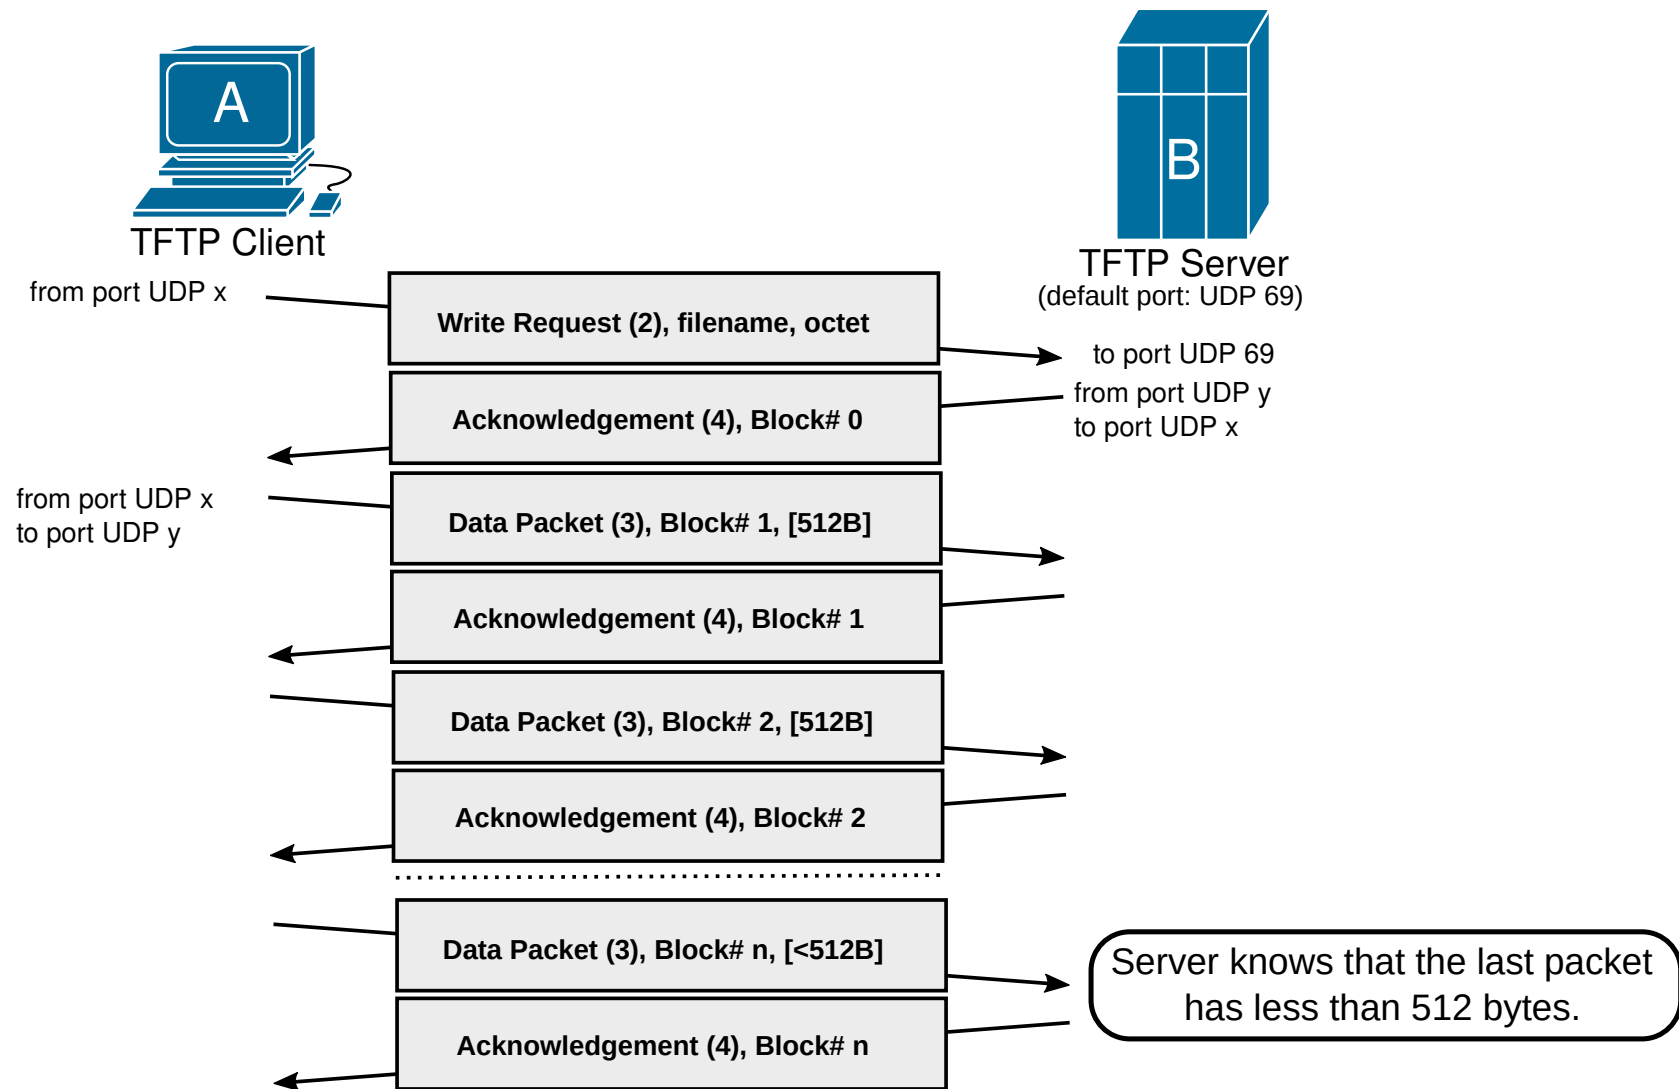 A
B
TFTP Client
TFTP Server
(default port: UDP 69)
from port UDP x
Write Request (2), filename, octet
to port UDP 69
from port UDP y
to port UDP x
Acknowledgement (4), Block# 0
from port UDP x
to port UDP y
Data Packet (3), Block# 1, [512B]
Acknowledgement (4), Block# 1
Data Packet (3), Block# 2, [512B]
Acknowledgement (4), Block# 2
Data Packet (3), Block# n, [<512B]
Server knows that the last packet
has less than 512 bytes.
Acknowledgement (4), Block# n